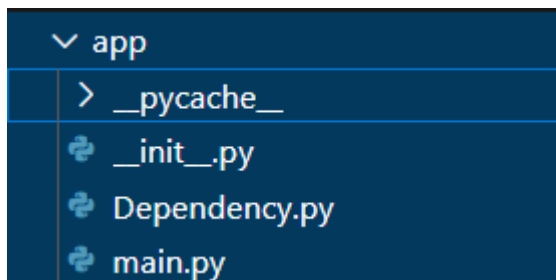 app
__pycache__
__init__.py
Dependency.py
main.py